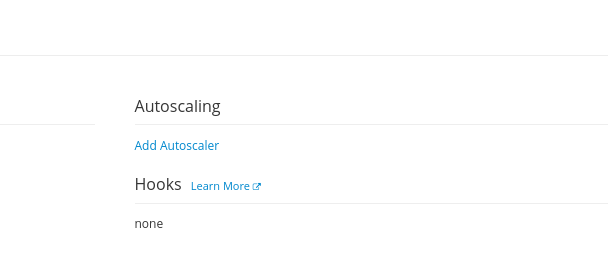 Autoscaling
Add Autoscaler
Hooks Learn More
none